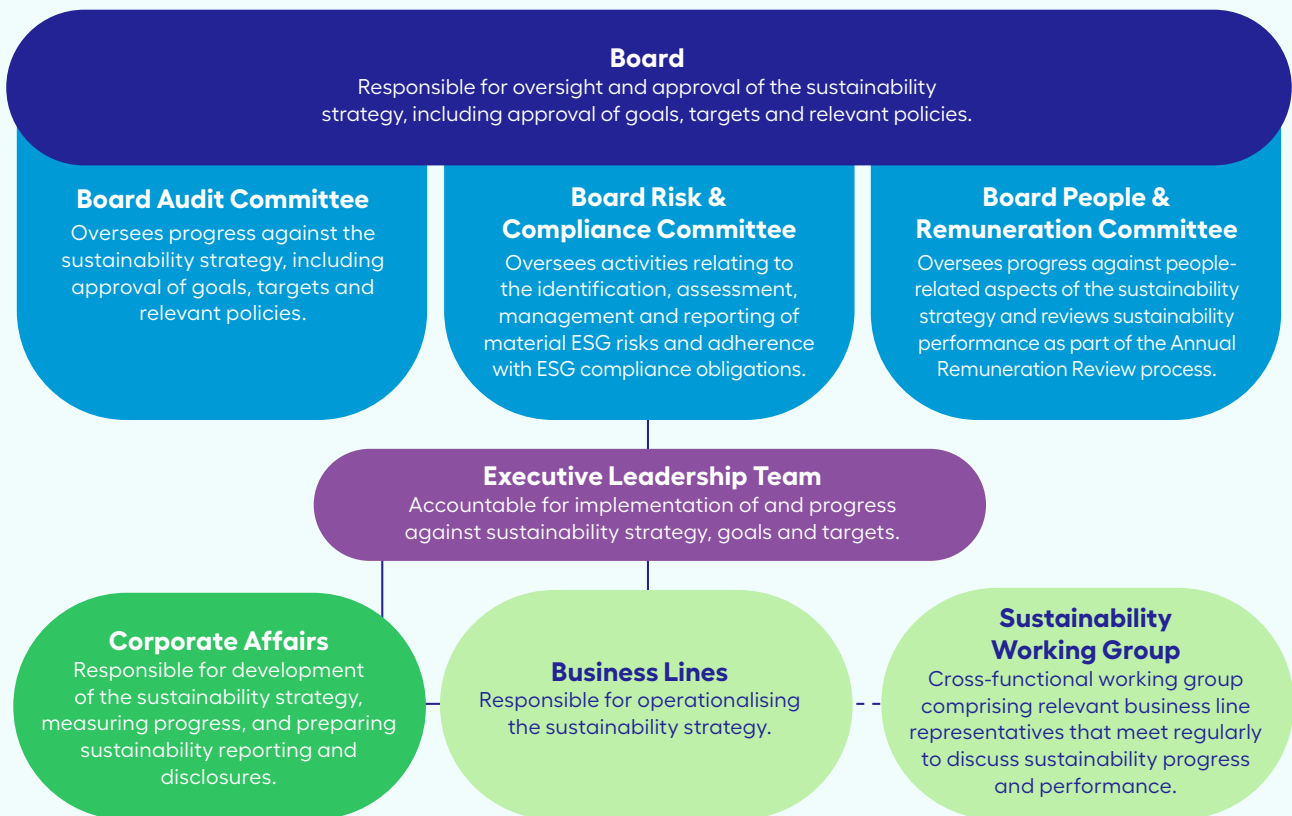 Board
Responsible for oversight and approval of the sustainability
strategy, including approval of goals, targets and relevant policies.
Board Audit Committee
Oversees progress against the
sustainability strategy, including
approval of goals, targets and
relevant policies.
Board Risk &
Compliance Committee
Oversees activities relating to
the identification, assessment,
management and reporting of
material ESG risks and adherence
with ESG compliance obligations.
Board People &
Remuneration Committee
Oversees progress against people-
related aspects of the sustainability
strategy and reviews sustainability
performance as part of the Annual
Remuneration Review process.
Executive Leadership Team
Accountable for implementation of and progress
against sustainability strategy, goals and targets.
Corporate Affairs
Responsible for development
of the sustainability strategy,
measuring progress, and preparing
sustainability reporting and
disclosures.
Business Lines
Responsible for operationalising
the sustainability strategy.
Sustainability
Working Group
Cross-functional working group
comprising relevant business line
representatives that meet regularly
to discuss sustainability progress
and performance.